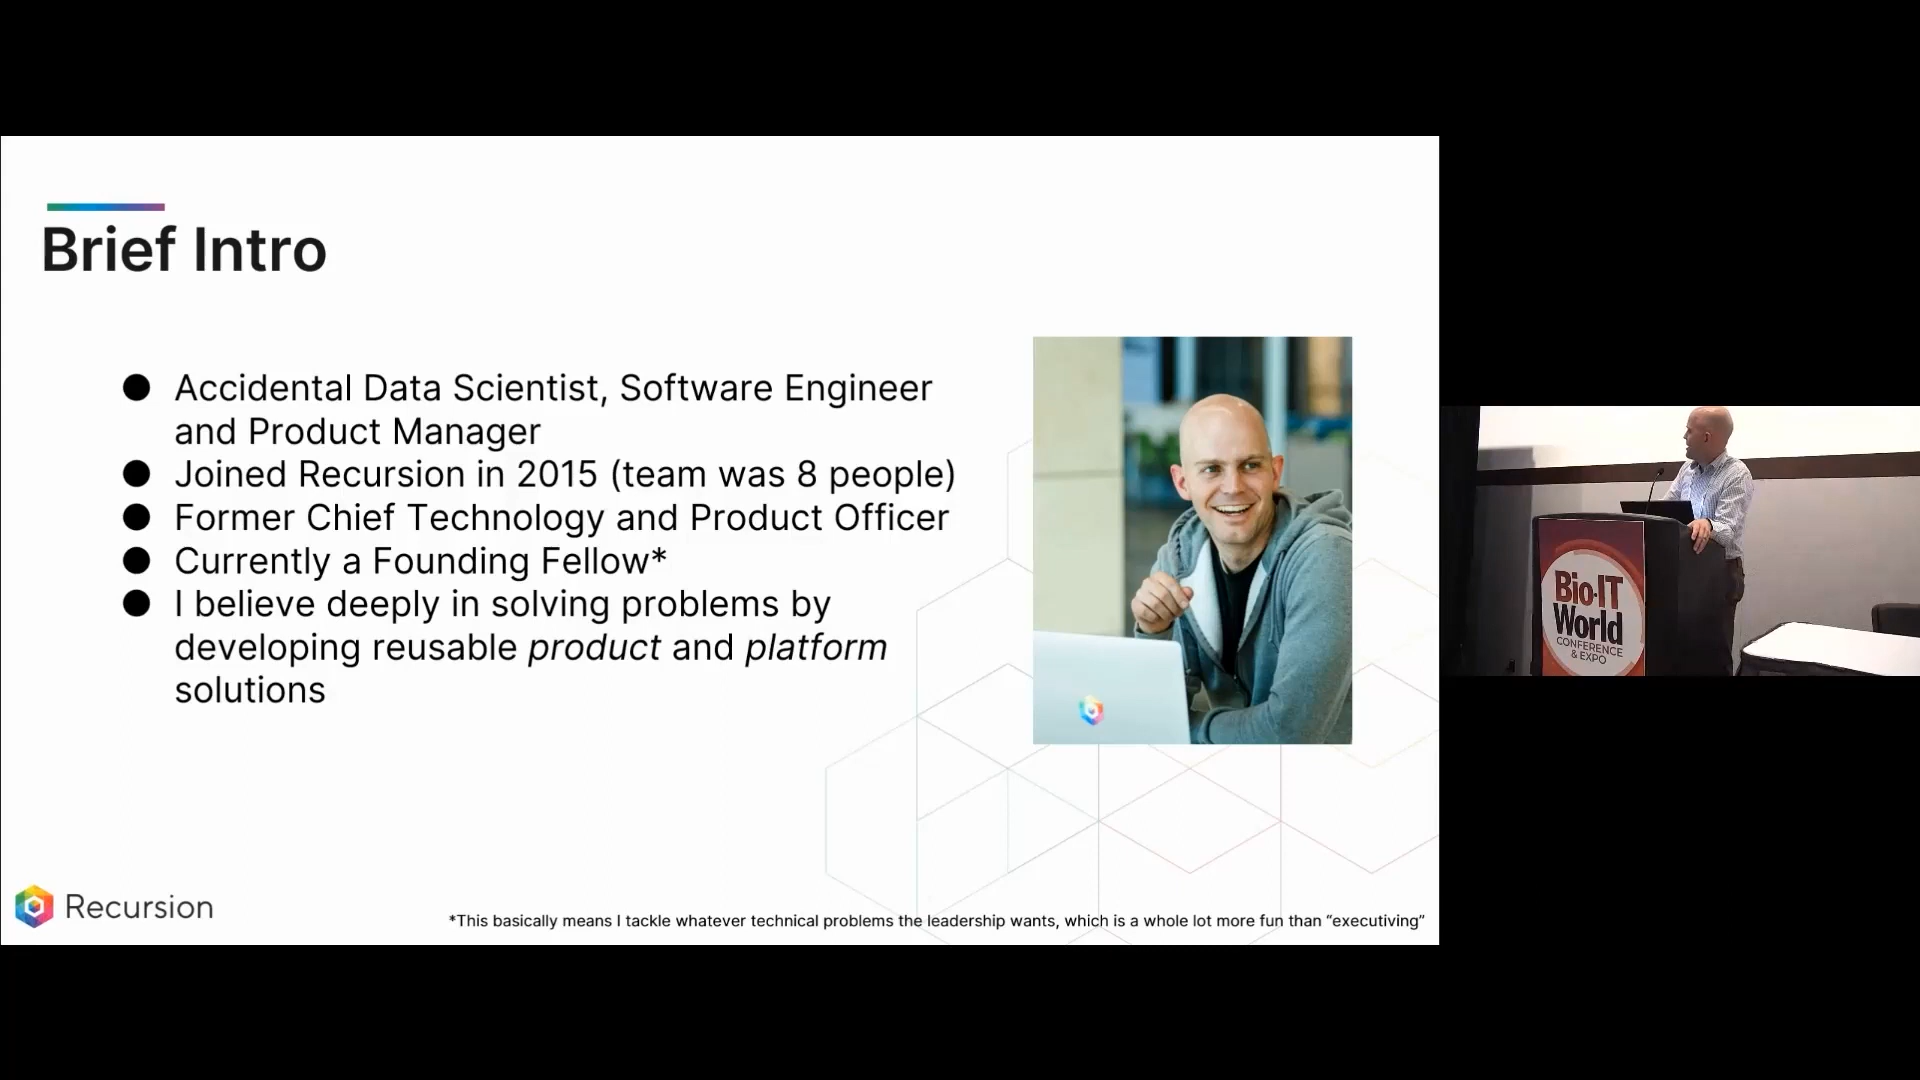 Brief Intro
Accidental Data Scientist, Software Engineer
and Product Manager
Joined Recursion in 2015 (team was 8 people)
Former Chief Technology and Product Officer
Currently a Founding Fellow*
I believe deeply in solving problems by
developing reusable product and platform
solutions
Recursion
*This basically means I tackle whatever technical problems the leadership wants, which is a whole lot more fun than “executiving”
Bio-IT
World
CONFERENCE
& EXPO